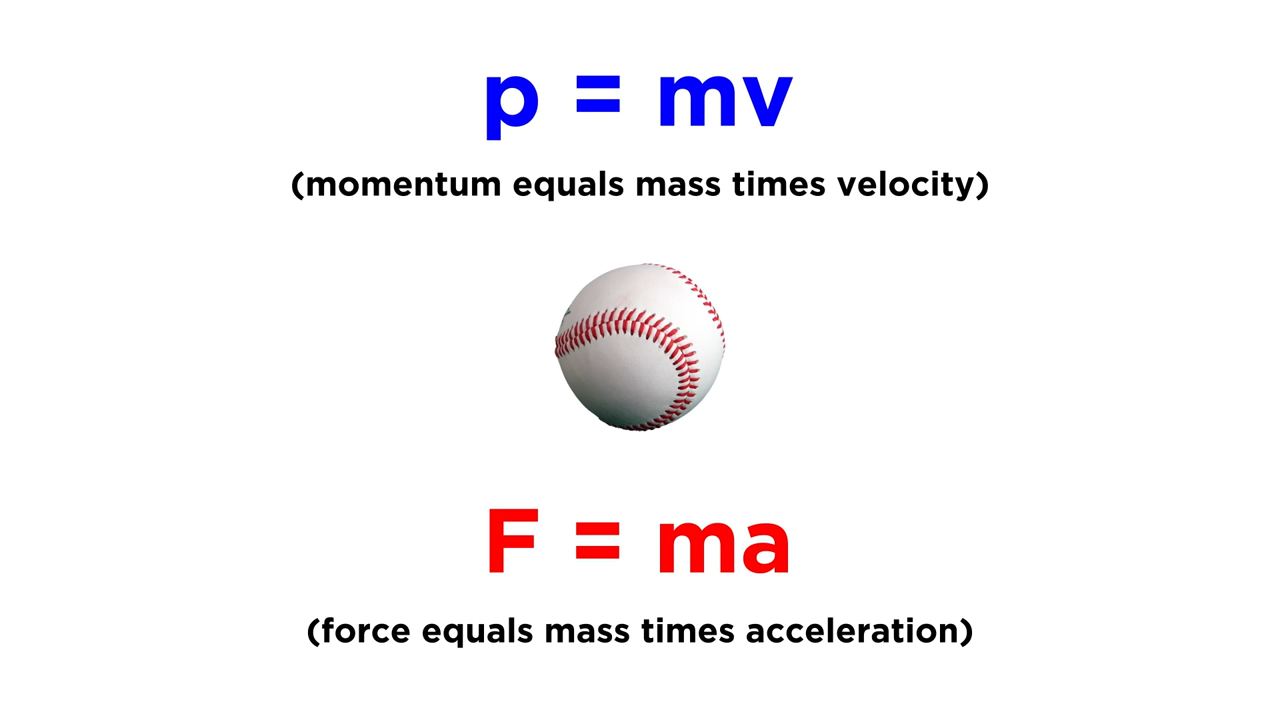 p = mv
(momentum equals mass times velocity)
F = ma
(force equals mass times acceleration)